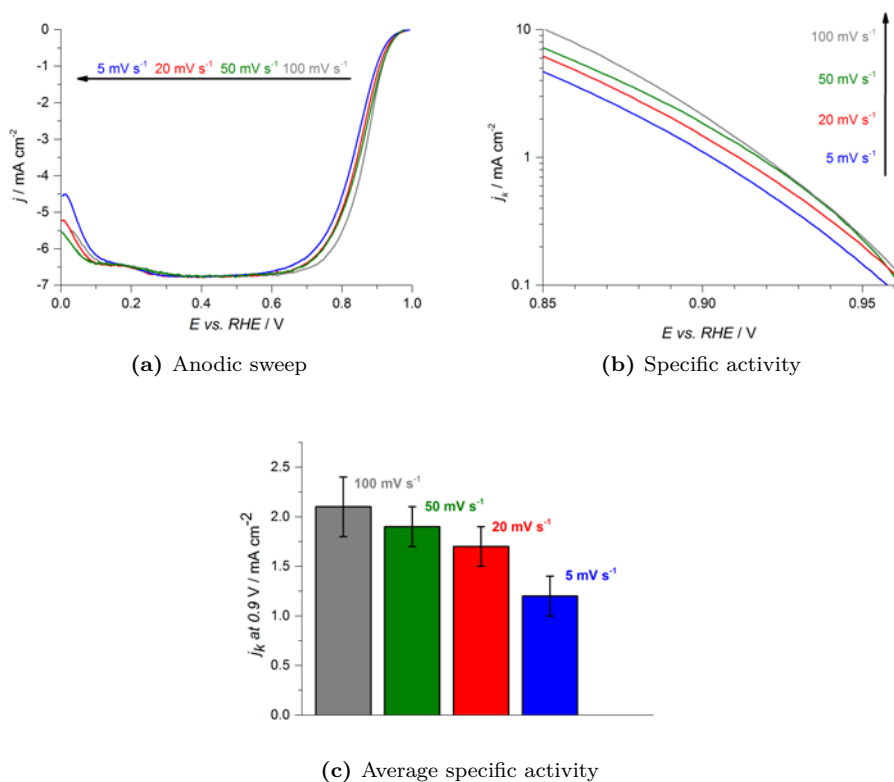 0
-1
-2
-3
-4
-5
-6
-7
j / mA cm⁻²
5 mV s⁻¹ 20 mV s⁻¹ 50 mV s⁻¹ 100 mV s⁻¹
0.0 0.2 0.4 0.6 0.8 1.0
E vs. RHE / V
(a) Anodic sweep
10
1
0.1
jₖ / mA cm⁻²
100 mV s⁻¹
50 mV s⁻¹
20 mV s⁻¹
5 mV s⁻¹
0.85 0.90 0.95
E vs. RHE / V
(b) Specific activity
2.5
2.0
1.5
1.0
0.5
0.0
jₖ at 0.9 V / mA cm-2
100 mV s⁻¹
50 mV s⁻¹
20 mV s⁻¹
5 mV s⁻¹
(c) Average specific activity